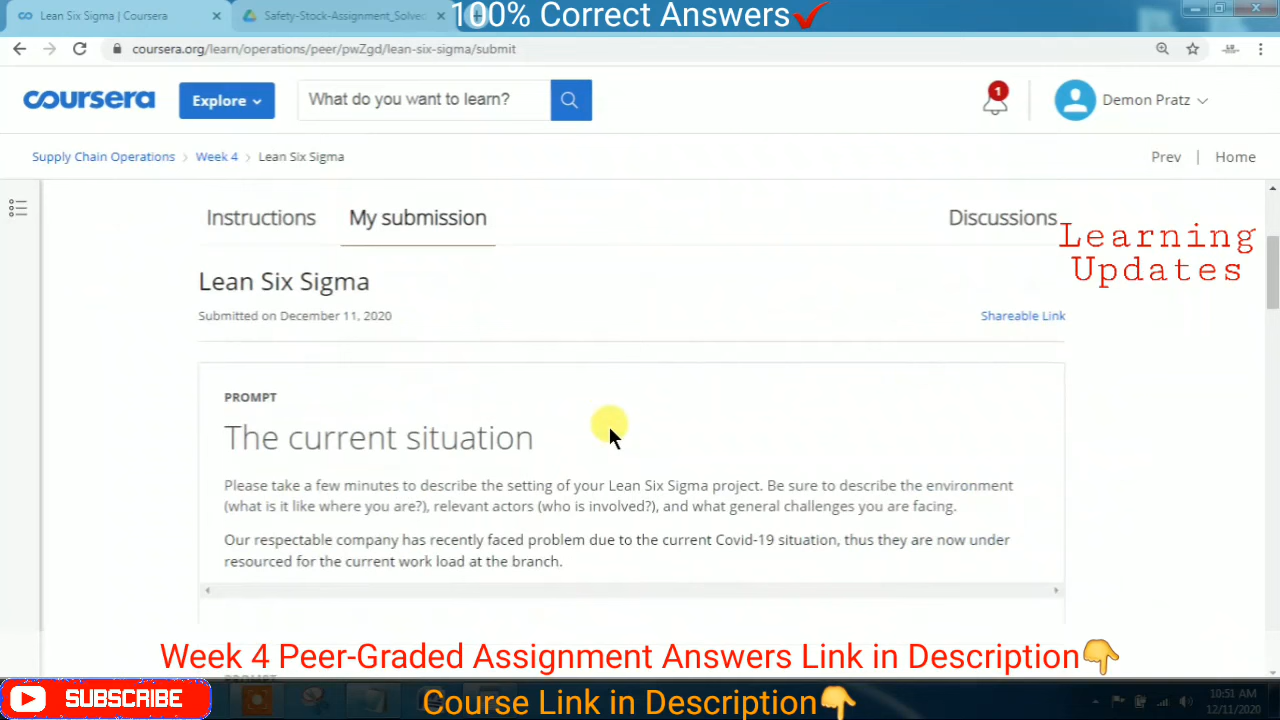 Lean Six Sigma | Coursera
Safety-Stock-Assignment_Solved
100% Correct Answers
coursera.org/learn/operations/peer/pwZgd/lean-six-sigma/submit
coursera
Explore
What do you want to learn?
1
Demon Pratz
Supply Chain Operations > Week 4 > Lean Six Sigma
Prev | Home
Instructions
My submission
Discussions
Learning
Updates
Lean Six Sigma
Submitted on December 11, 2020
Shareable Link
PROMPT
The current situation
Please take a few minutes to describe the setting of your Lean Six Sigma project. Be sure to describe the environment
(what is it like where you are?), relevant actors (who is involved?), and what general challenges you are facing.
Our respectable company has recently faced problem due to the current Covid-19 situation, thus they are now under
resourced for the current work load at the branch.
Week 4 Peer-Graded Assignment Answers Link in Description👇
SUBSCRIBE
Course Link in Description👇
10:51 AM
12/11/2020